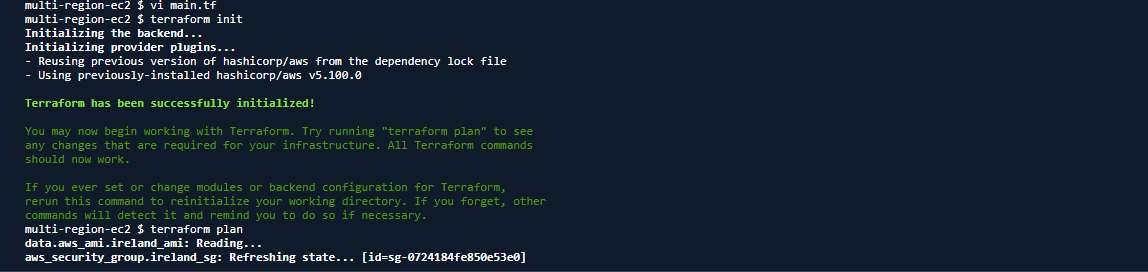 multi-region-ec2 $ vi main.tf
multi-region-ec2 $ terraform init
Initializing the backend...
Initializing provider plugins...
- Reusing previous version of hashicorp/aws from the dependency lock file
- Using previously-installed hashicorp/aws v5.100.0
Terraform has been successfully initialized!
You may now begin working with Terraform. Try running "terraform plan" to see
any changes that are required for your infrastructure. All Terraform commands
should now work.
If you ever set or change modules or backend configuration for Terraform,
rerun this command to reinitialize your working directory. If you forget, other
commands will detect it and remind you to do so if necessary.
multi-region-ec2 $ terraform plan
data.aws_ami.ireland_ami: Reading...
aws_security_group.ireland_sg: Refreshing state... [id=sg-0724184fe850e53e0]